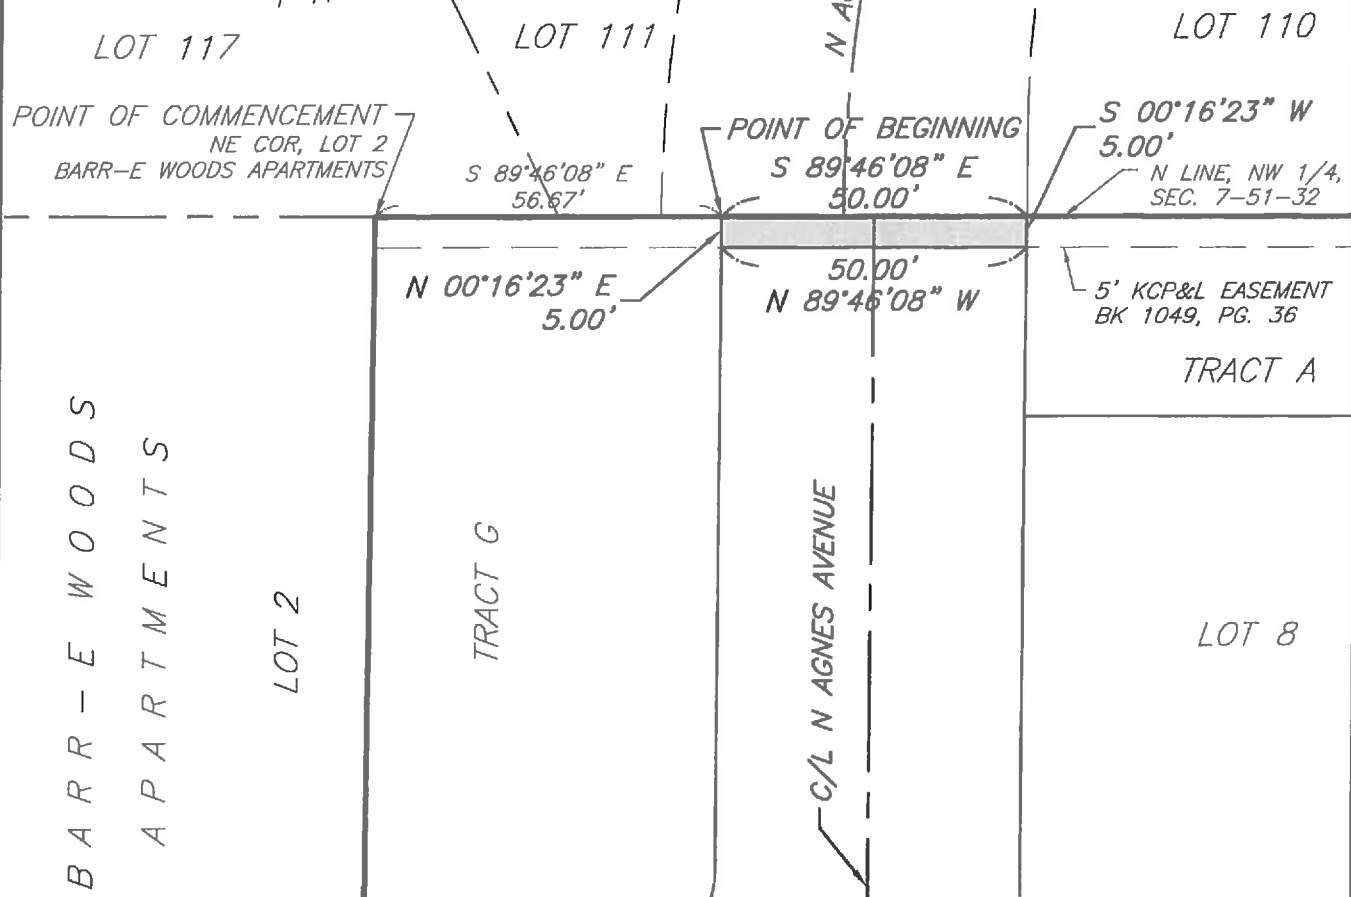 LOT 117
LOT 111
N A
LOT 110
POINT OF COMMENCEMENT
NE COR, LOT 2
BARR-E WOODS APARTMENTS
S 89°46'08" E
56.67'
POINT OF BEGINNING
S 89°46'08" E
50.00'
S 00°16'23" W
5.00'
N LINE, NW 1/4,
SEC. 7-51-32
N 00°16'23" E
5.00'
50.00'
N 89°46'08" W
5' KCP&L EASEMENT
BK 1049, PG. 36
TRACT A
BARR-E WOODS
APARTMENTS
LOT 2
TRACT G
C/L N AGNES AVENUE
LOT 8